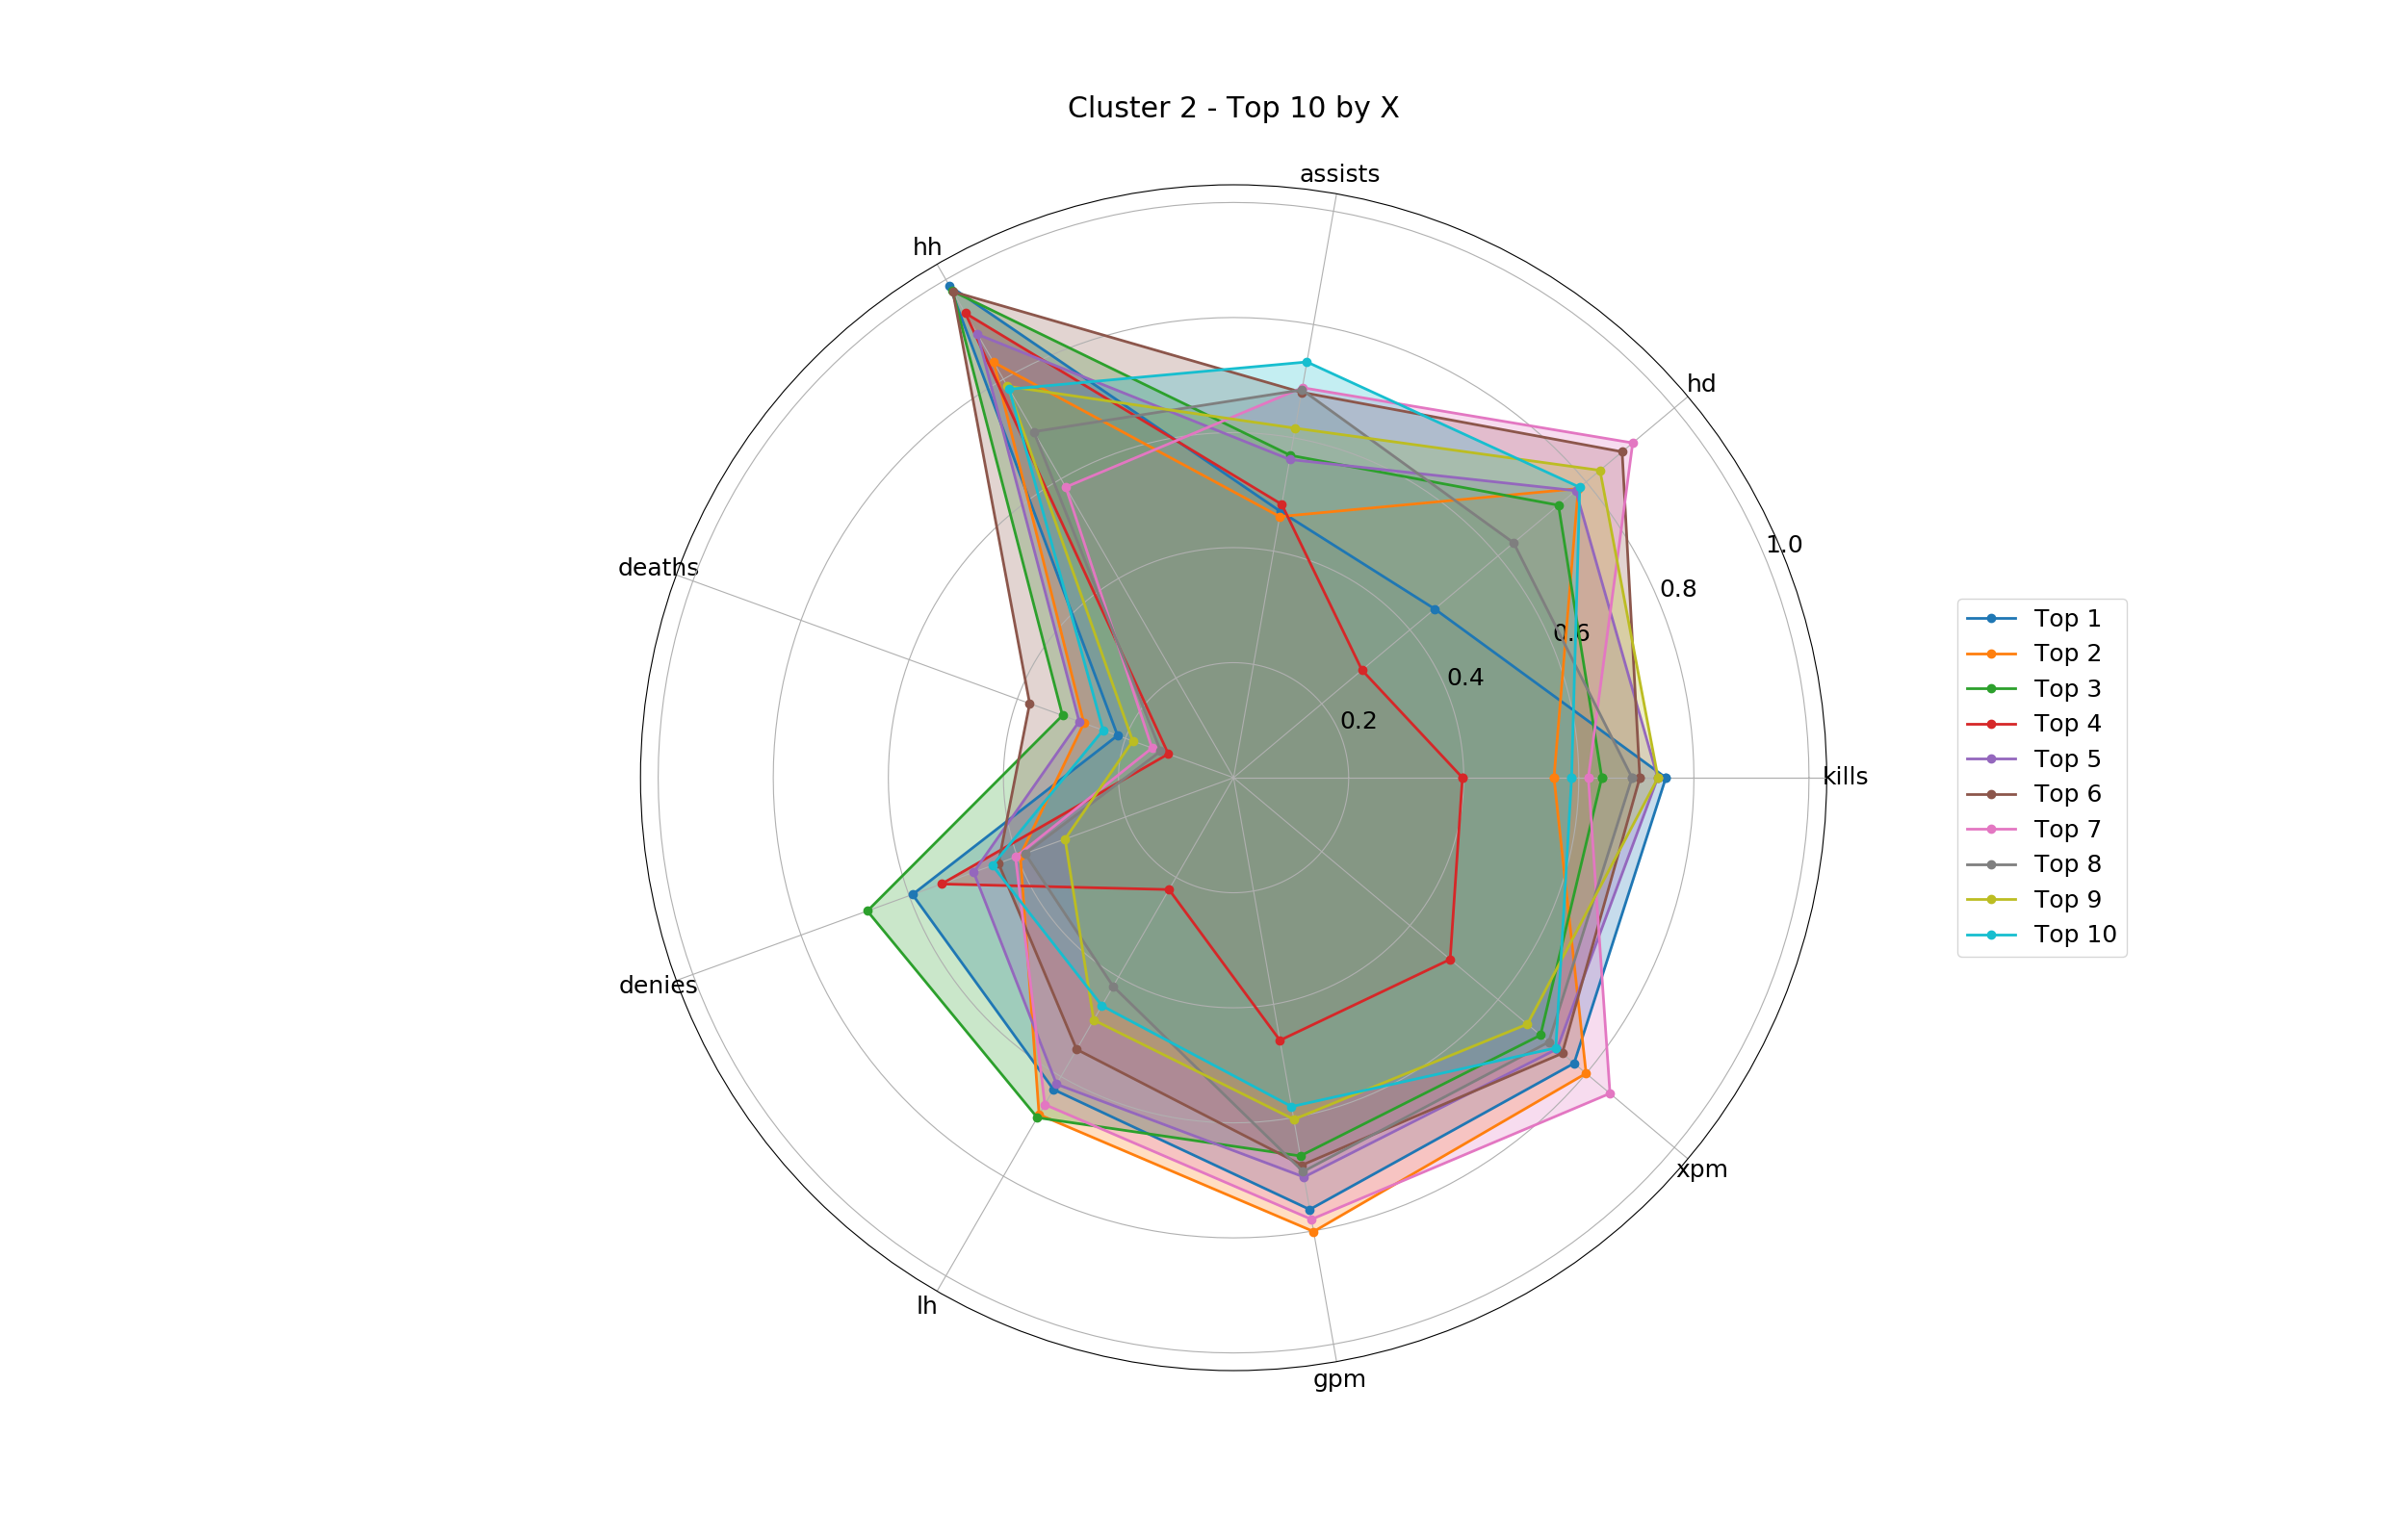 Cluster 2 - Top 10 by X
assists
hh
hd
deaths
1.0
0.8
0.6
0.4
0.2
kills
denies
xpm
lh
gpm
Top 1
Top 2
Top 3
Top 4
Top 5
Top 6
Top 7
Top 8
Top 9
Top 10